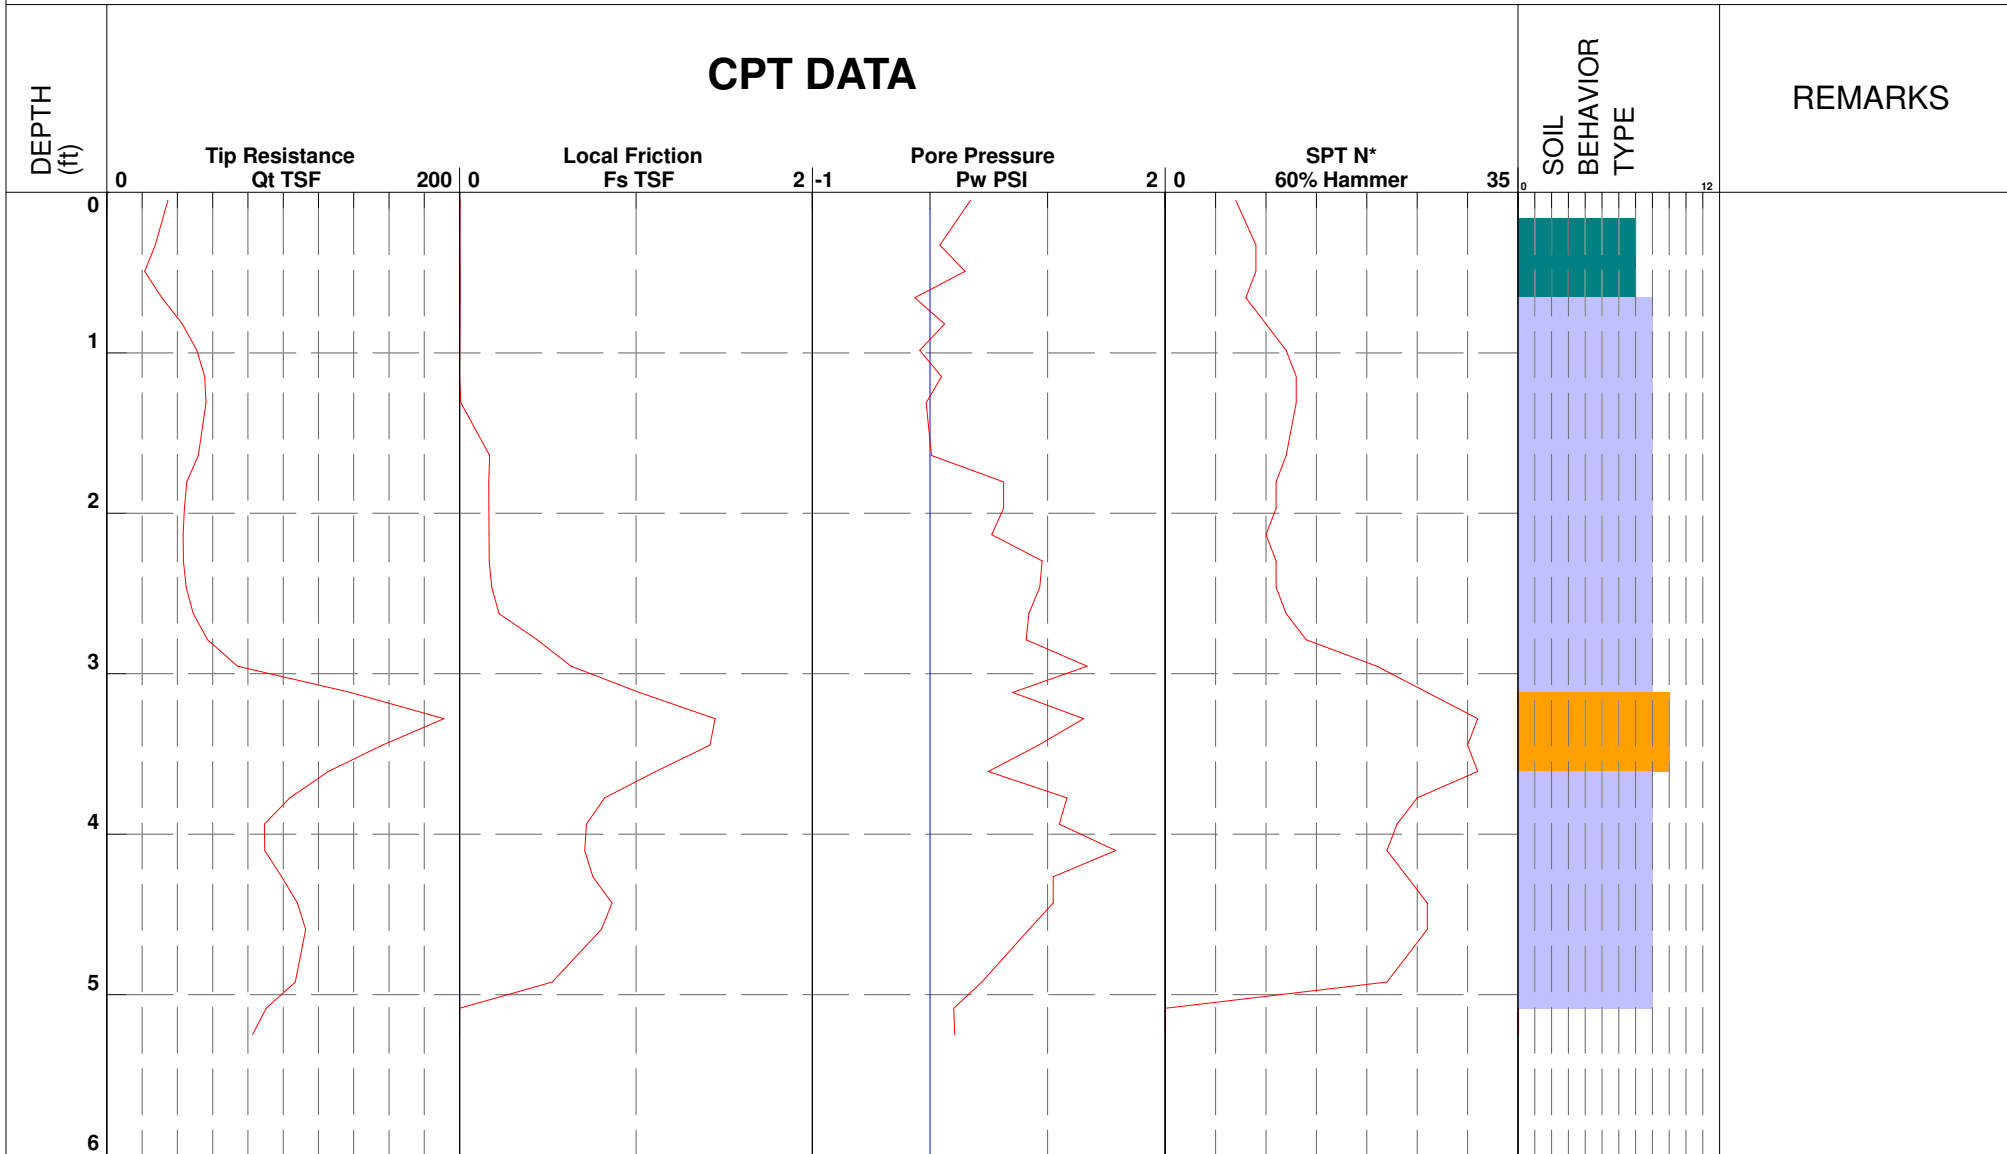 CPT DATA
DEPTH
(ft)
Tip Resistance
Qt TSF
0
200
Local Friction
Fs TSF
0
2
Pore Pressure
Pw PSI
-1
2
SPT N*
60% Hammer
0
35
SOIL
BEHAVIOR
TYPE
0
12
REMARKS
0
1
2
3
4
5
6